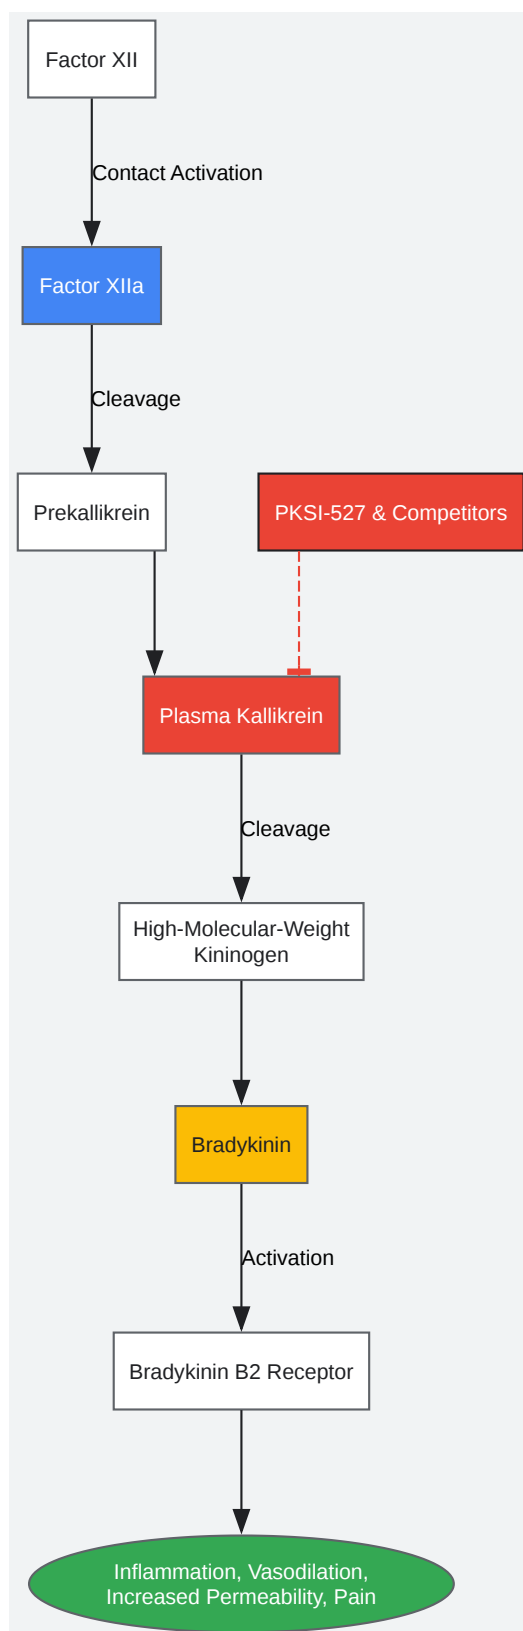 Factor XII
Contact Activation
Factor XIIa
Cleavage
Prekallikrein
PKSI-527 & Competitors
Plasma Kallikrein
Cleavage
High-Molecular-Weight
Kininogen
Bradykinin
Activation
Bradykinin B2 Receptor
Inflammation, Vasodilation,
Increased Permeability, Pain